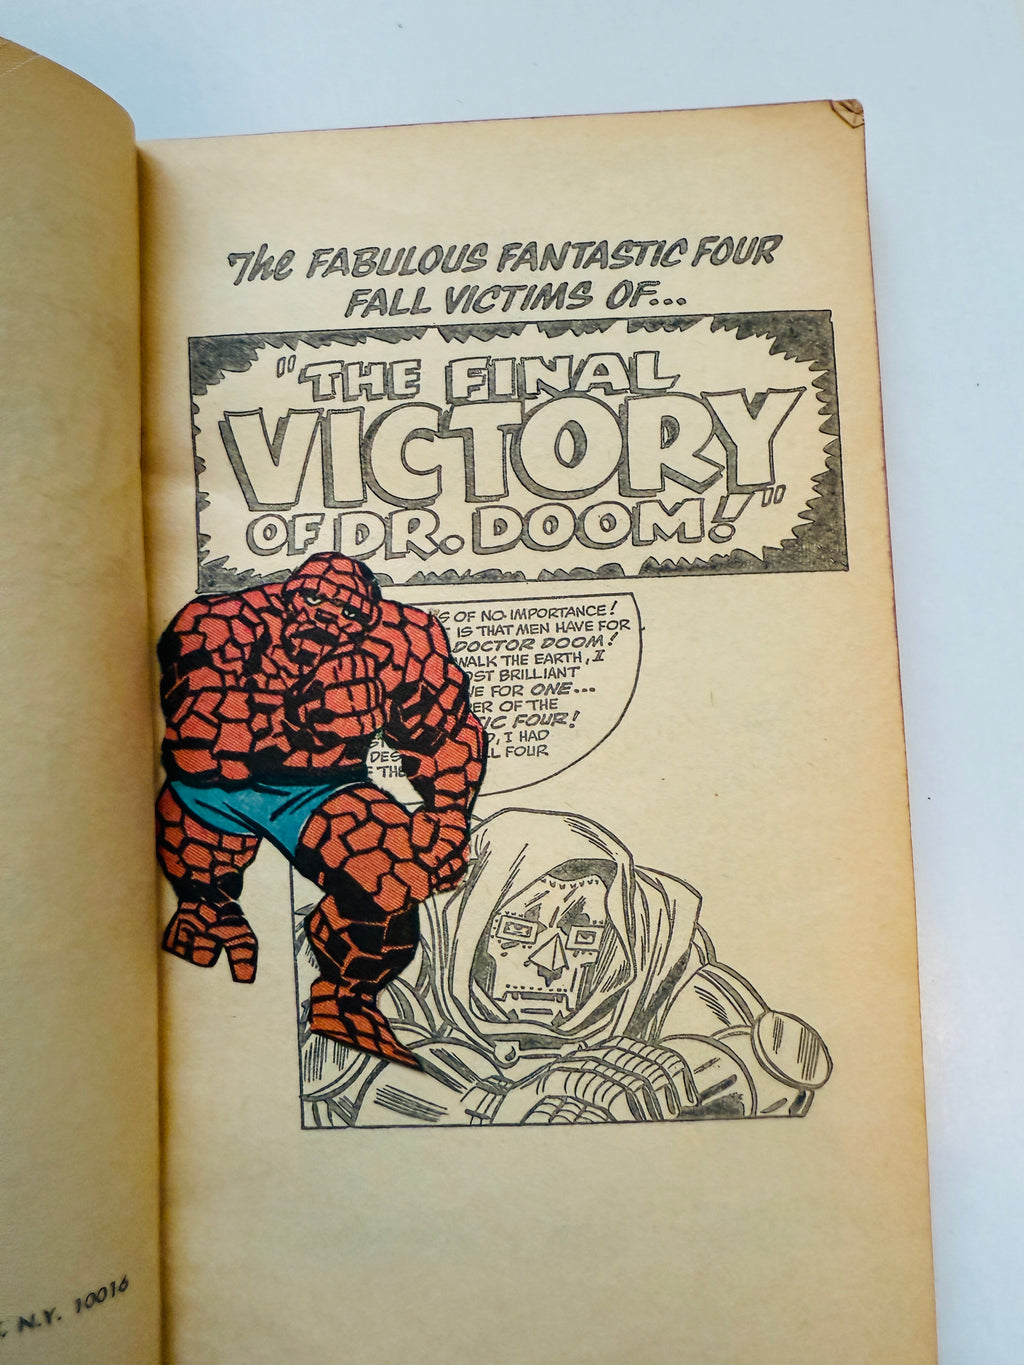 The FABULOUS FANTASTIC FOUR
FALL VICTIMS OF...
"THE FINAL
VICTORY
OF DR. DOOM!"
OF NO IMPORTANCE!
IS THAT MEN HAVE FOR
DOCTOR DOOM!
WALK THE EARTH, I
BRILLIANT
FOR ONE...
OF THE
FOUR!
I HAD
FOUR
THE
N.Y. 10016